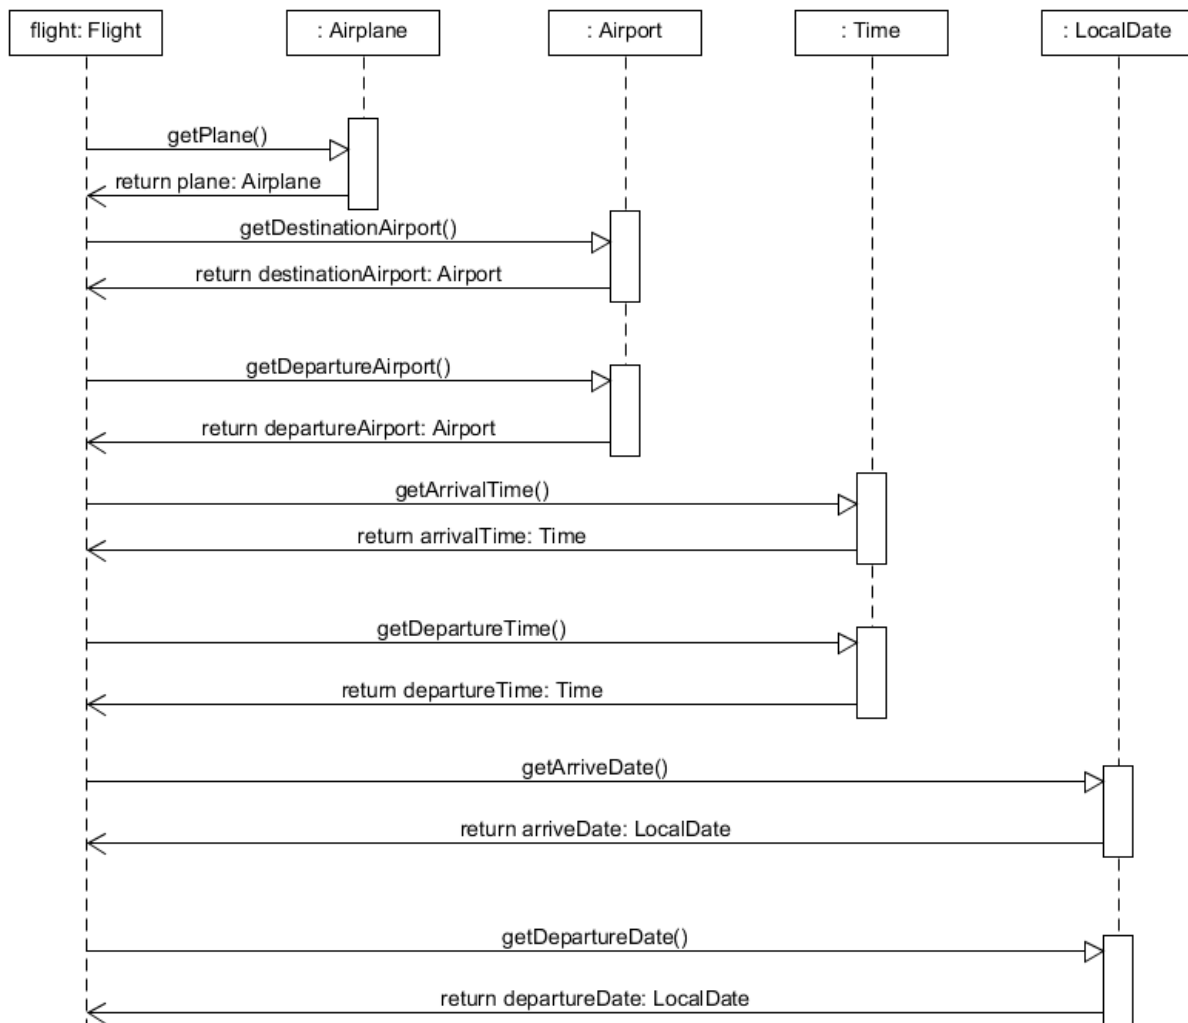 flight: Flight
: Airplane
: Airport
: Time
: LocalDate
getPlane()
return plane: Airplane
getDestinationAirport()
return destinationAirport: Airport
getDepartureAirport()
return departureAirport: Airport
getArrivalTime()
return arrivalTime: Time
getDepartureTime()
return departureTime: Time
getArriveDate()
return arriveDate: LocalDate
getDepartureDate()
return departureDate: LocalDate